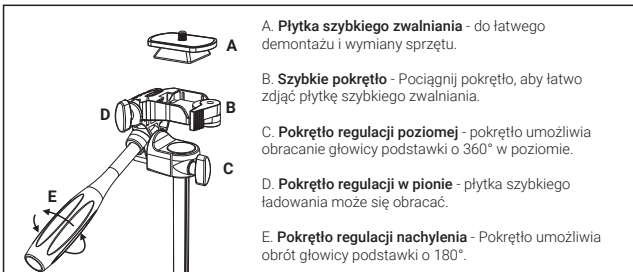 A
B
D
C
E
A. Płytka szybkiego zwalniania - do łatwego
demontażu i wymiany sprzętu.
B. Szybkie pokrętło - Pociągnij pokrętło, aby łatwo
zdjąć płytkę szybkiego zwalniania.
C. Pokrętło regulacji poziomej - pokrętło umożliwia
obracanie głowicy podstawki o 360° w poziomie.
D. Pokrętło regulacji w pionie - płytka szybkiego
ładowania może się obracać.
E. Pokrętło regulacji nachylenia - Pokrętło umożliwia
obrót głowicy podstawki o 180°.